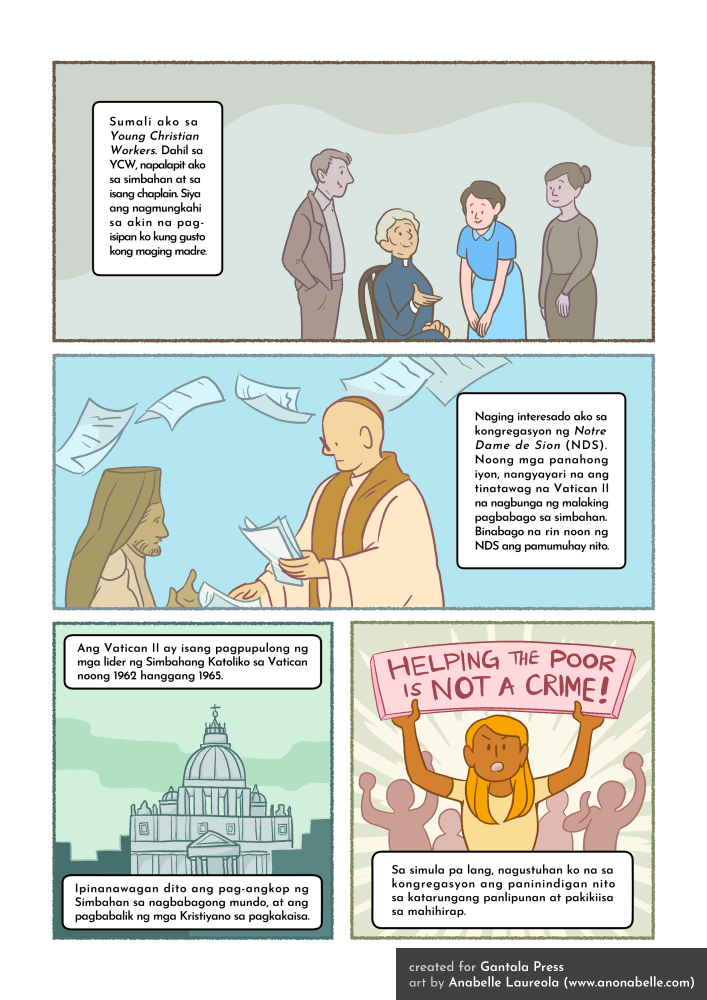 Sumali ako sa
Young Christian
Workers. Dahil sa
YCW, napalapit ako
sa simbahan at sa
isang chaplain. Siya
ang nagmungkahi
sa akin na pag-
isipan ko kung gusto
kong maging madre.
Naging interesado ako sa
kongregasyon ng Notre
Dame de Sion (NDS).
Noong mga panahong
iyon, nangyayari na ang
tinatawag na Vatican II
na nagbunga ng malaking
pagbabago sa simbahan.
Binabago na rin noon ng
NDS ang pamumuhay nito.
Ang Vatican II ay isang pagpupulong ng
mga lider ng Simbahang Katoliko sa Vatican
noong 1962 hanggang 1965.
Ipinanawagan dito ang pag-angkop ng
Simbahan sa nagbabagong mundo, at ang
pagbabalik ng mga Kristiyano sa pagkakaisa.
HELPING THE POOR
IS NOT A CRIME!
Sa simula pa lang, nagustuhan ko na sa
kongregasyon ang paninindigan nito
sa katarungang panlipunan at pakikiisa
sa mahihirap.
created for Gantala Press
art by Anabelle Laureola (www.anonabelle.com)